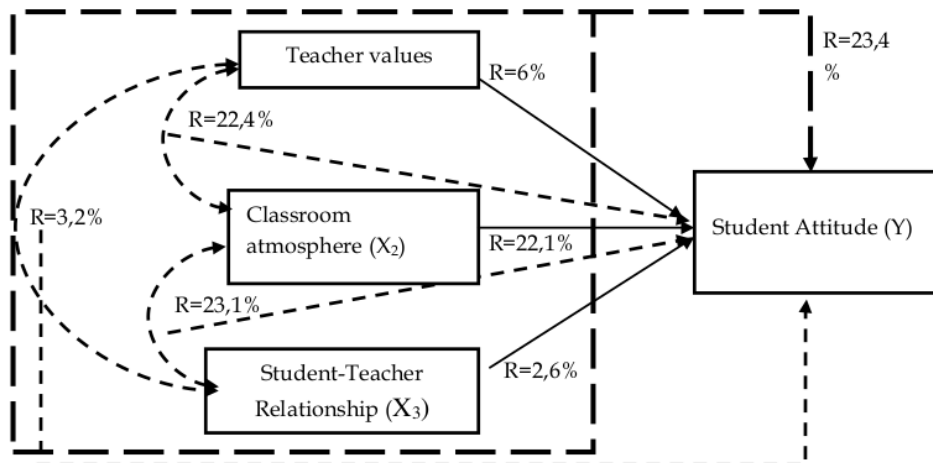 Teacher values
R=6%
R=23,4
%
R=22,4%
R=3,2%
Classroom
atmosphere (X₂)
R=22,1%
Student Attitude (Y)
R=23,1%
Student-Teacher
Relationship (X₃)
R=2,6%